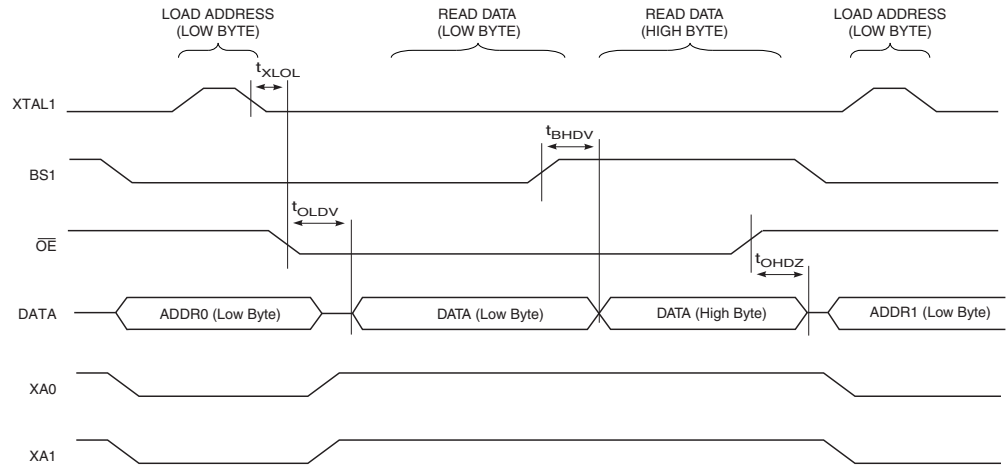 LOAD ADDRESS
(LOW BYTE)
READ DATA
(LOW BYTE)
READ DATA
(HIGH BYTE)
LOAD ADDRESS
(LOW BYTE)
tXLOL
XTAL1
tBHDV
BS1
tOLDV
OE
tOHDZ
DATA
ADDR0 (Low Byte)
DATA (Low Byte)
DATA (High Byte)
ADDR1 (Low Byte)
XA0
XA1